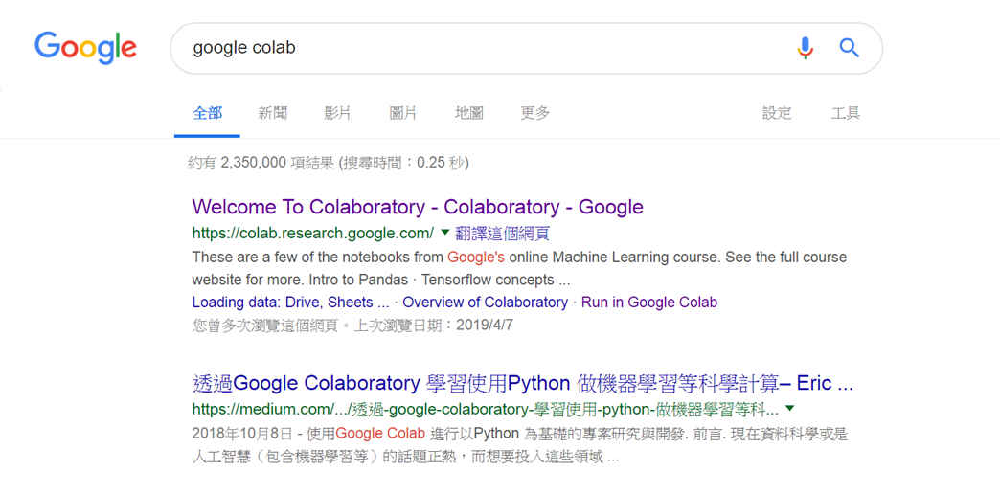 Google
google colab
全部 新聞 影片 圖片 地圖 更多 設定 工具
約有 2,350,000 項結果 (搜尋時間：0.25 秒)
Welcome To Colaboratory - Colaboratory - Google
https://colab.research.google.com/ 翻譯這個網頁
These are a few of the notebooks from Google's online Machine Learning course. See the full course
website for more. Intro to Pandas · Tensorflow concepts ...
Loading data: Drive, Sheets ... · Overview of Colaboratory · Run in Google Colab
您曾多次瀏覽這個網頁。上次瀏覽日期：2019/4/7
透過Google Colaboratory 學習使用Python 做機器學習等科學計算– Eric ...
https://medium.com/.../透過-google-colaboratory-學習使用-python-做機器學習等科...
2018年10月8日 - 使用Google Colab 進行以Python 為基礎的專案研究與開發. 前言. 現在資料科學或是
人工智慧（包含機器學習等）的話題正熱，而想要投入這些領域 ...